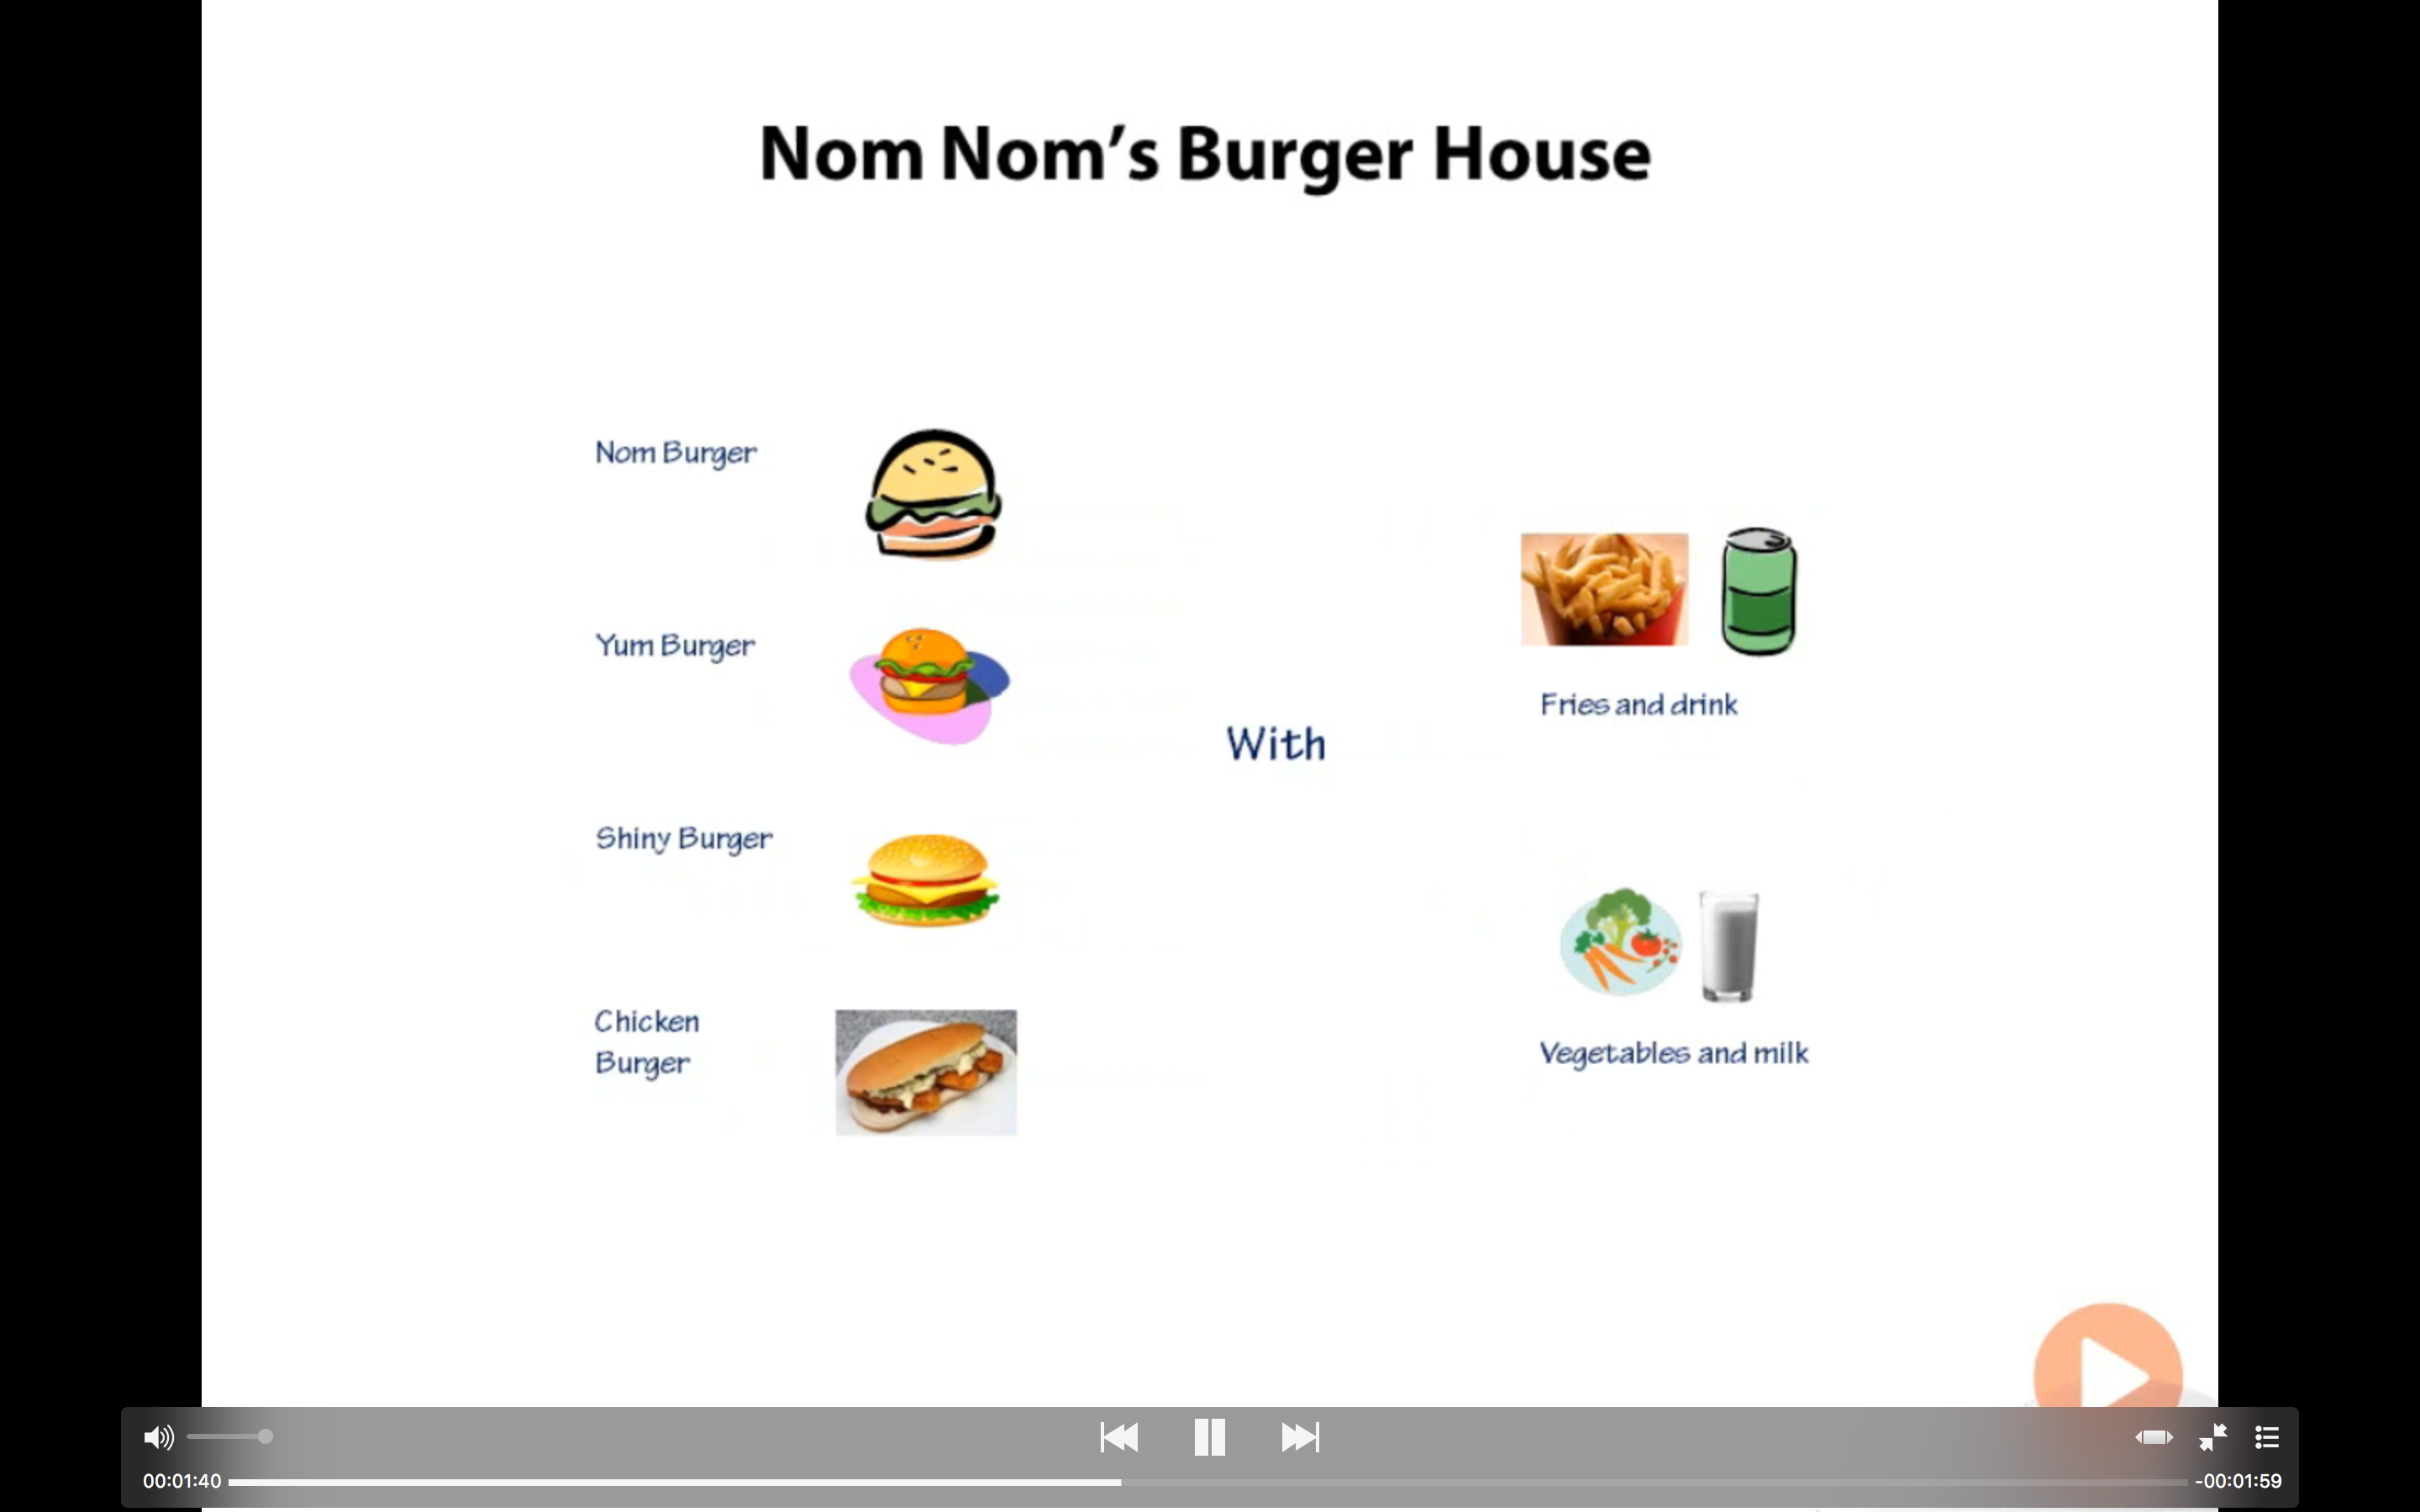 Nom Nom's Burger House
Nom Burger
Yum Burger
Shiny Burger
Chicken
Burger
With
Fries and drink
Vegetables and milk
00:01:40
-00:01:59